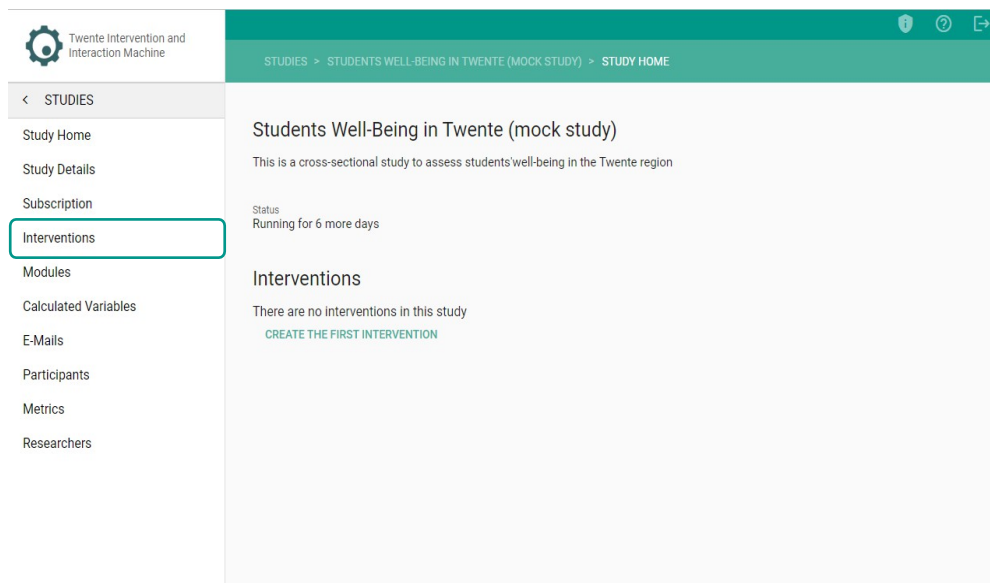 Twente Intervention and
Interaction Machine
STUDIES > STUDENTS WELL-BEING IN TWENTE (MOCK STUDY) > STUDY HOME
< STUDIES
Study Home
Study Details
Subscription
Interventions
Modules
Calculated Variables
E-Mails
Participants
Metrics
Researchers
Students Well-Being in Twente (mock study)
This is a cross-sectional study to assess students'well-being in the Twente region
Status
Running for 6 more days
Interventions
There are no interventions in this study
CREATE THE FIRST INTERVENTION